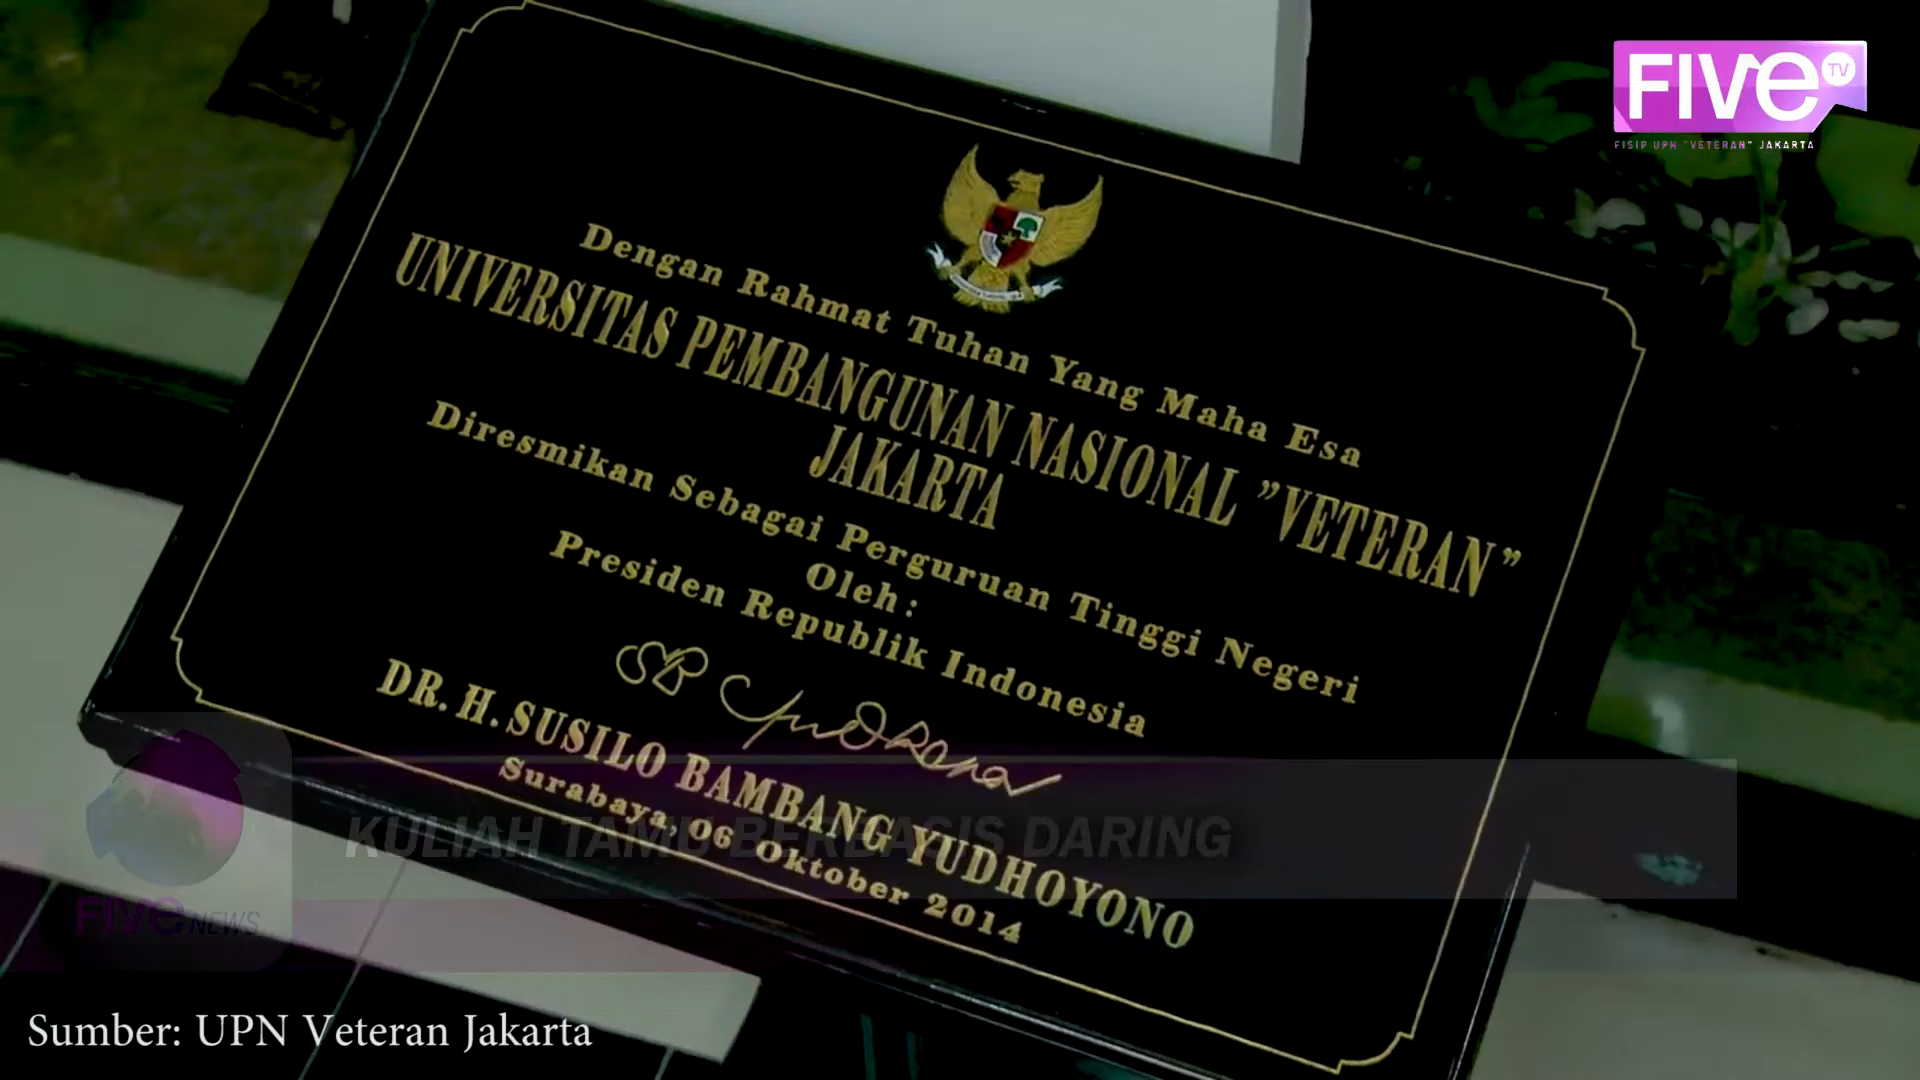 FIVE TV
FISIP UPN "VETERAN" JAKARTA
Dengan Rahmat Tuhan Yang Maha Esa
UNIVERSITAS PEMBANGUNAN NASIONAL "VETERAN"
JAKARTA
Diresmikan Sebagai Perguruan Tinggi Negeri
Oleh:
Presiden Republik Indonesia
DR. H. SUSILO BAMBANG YUDHOYONO
Surabaya, 06 Oktober 2014
KULIAH TAMU BERBASIS DARING
FIVE NEWS
Sumber: UPN Veteran Jakarta